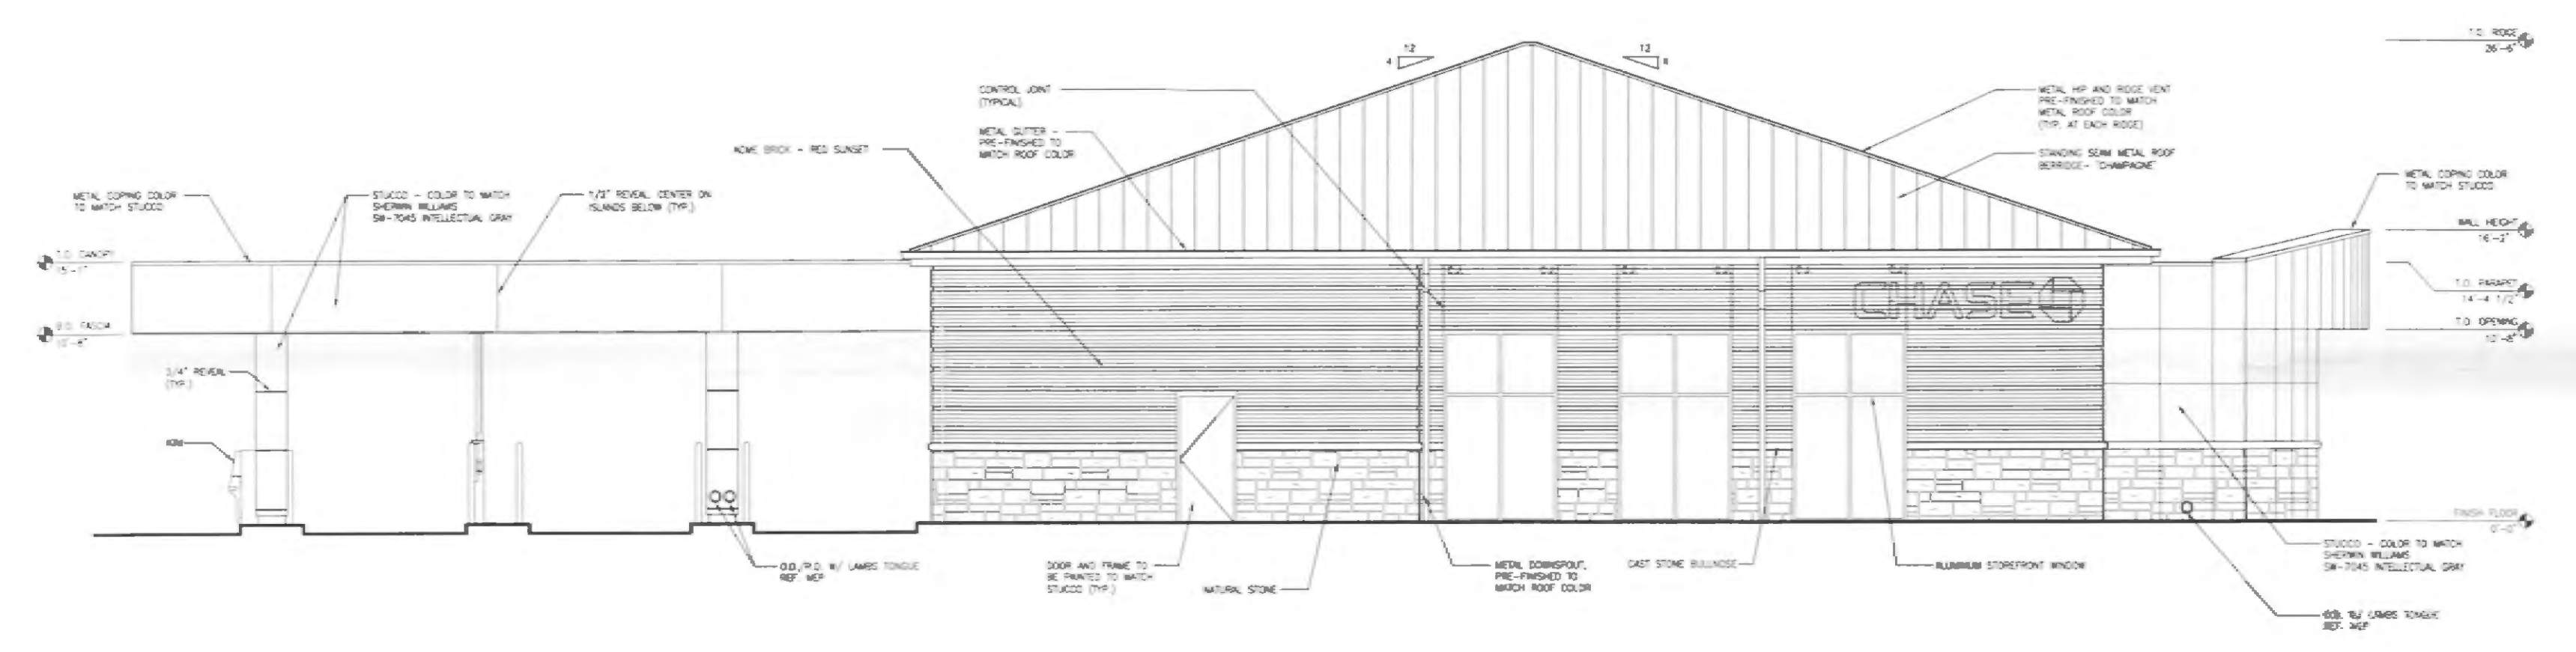 T.O. RIDGE
26'-6"
12
4
12
CONTROL JOINT
(TYPICAL)
METAL HIP AND RIDGE VENT
PRE-FINISHED TO MATCH
METAL ROOF COLOR
(TYP. AT EACH RIDGE)
METAL GUTTER -
PRE-FINISHED TO
MATCH ROOF COLOR
ACME BRICK - RED SUNSET
STANDING SEAM METAL ROOF
BERRIDGE- "CHAMPAGNE"
METAL COPING COLOR
TO MATCH STUCCO
STUCCO - COLOR TO MATCH
SHERWIN WILLIAMS
SW-7045 INTELLECTUAL GRAY
1/2" REVEAL CENTER ON
ISLANDS BELOW (TYP.)
METAL COPING COLOR
TO MATCH STUCCO
WALL HEIGHT
16'-2"
T.O. CANOPY
15'-1"
T.O. PARAPET
14'-4 1/2"
CHASE
B.O. FASCIA
10'-8"
T.O. OPENING
10'-8"
3/4" REVEAL
(TYP.)
FINISH FLOOR
0'-0"
O.D./R.D. W/ LAMBS TONGUE
REF. MEP
DOOR AND FRAME TO
BE PAINTED TO MATCH
STUCCO (TYP.)
NATURAL STONE
METAL DOWNSPOUT,
PRE-FINISHED TO
MATCH ROOF COLOR
CAST STONE BULLNOSE
ALUMINUM STOREFRONT WINDOW
STUCCO - COLOR TO MATCH
SHERWIN WILLIAMS
SW-7045 INTELLECTUAL GRAY
W/ LAMBS TONGUE
REF. MEP